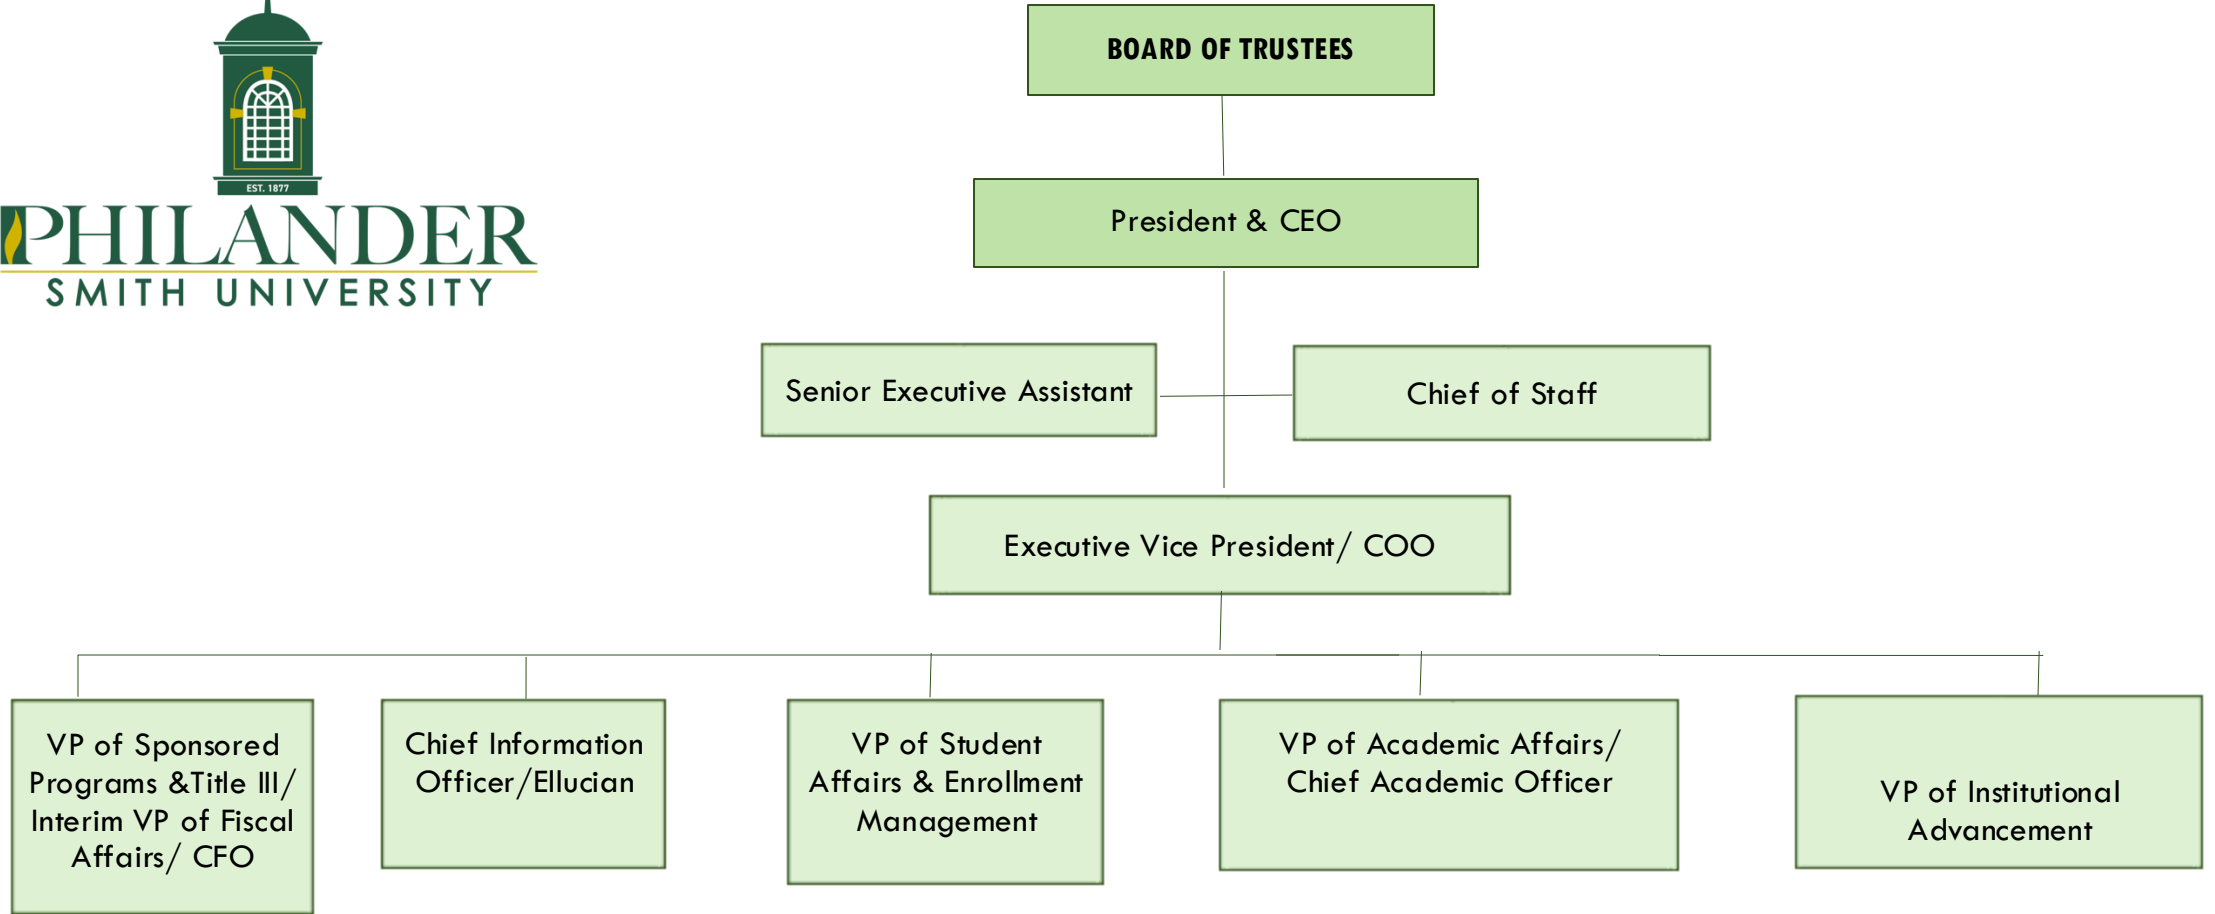 EST. 1877
PHILANDER
SMITH UNIVERSITY
BOARD OF TRUSTEES
President & CEO
Senior Executive Assistant
Chief of Staff
Executive Vice President/ COO
VP of Sponsored
Programs &Title III/
Interim VP of Fiscal
Affairs/ CFO
Chief Information
Officer/Ellucian
VP of Student
Affairs & Enrollment
Management
VP of Academic Affairs/
Chief Academic Officer
VP of Institutional
Advancement